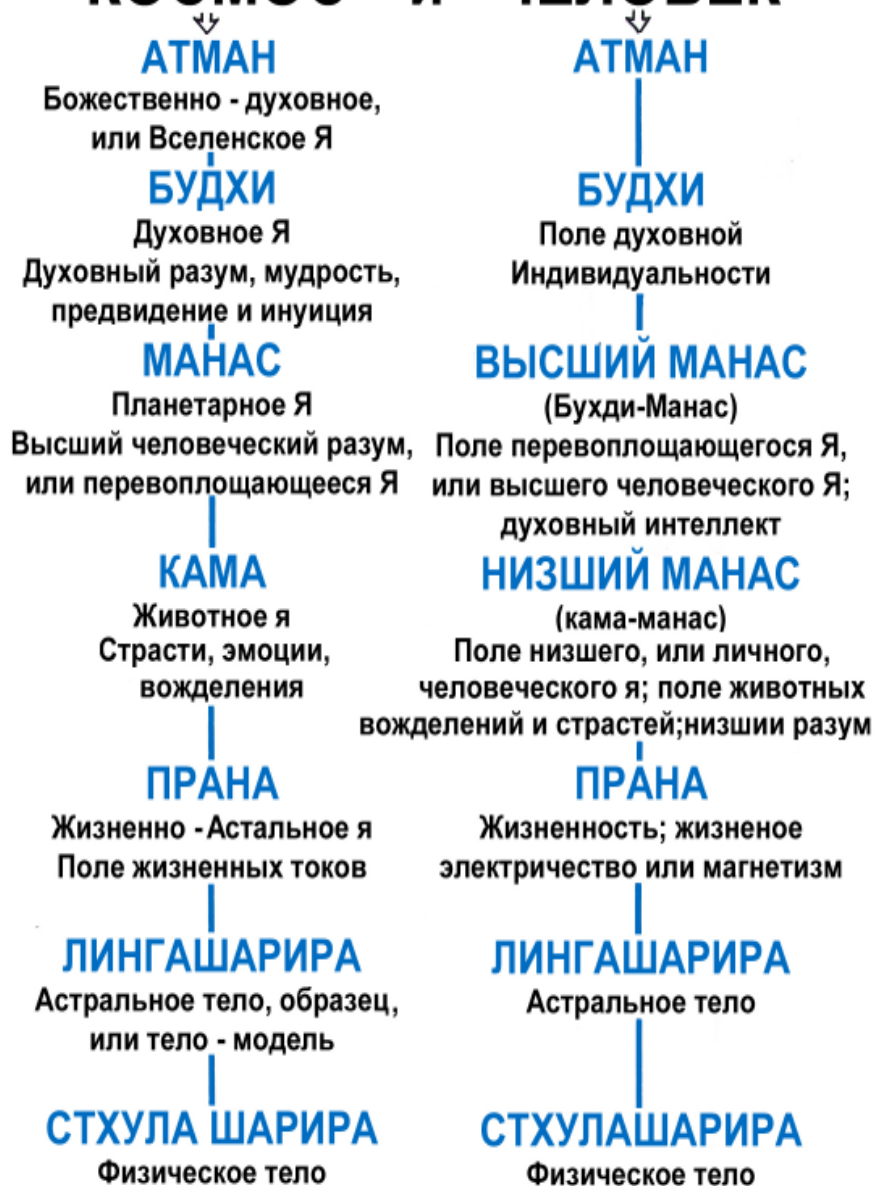 КОСМОС и ЧЕЛОВЕК
АТМАН
Божественно - духовное,
или Вселенское Я
БУДХИ
Духовное Я
Духовный разум, мудрость,
предвидение и инуиция
МАНАС
Планетарное Я
Высший человеческий разум,
или перевоплощающееся Я
КАМА
Животное я
Страсти, эмоции,
вожделения
ПРАНА
Жизненно - Астальное я
Поле жизненных токов
ЛИНГАШАРИРА
Астральное тело, образец,
или тело - модель
СТХУЛА ШАРИРА
Физическое тело
АТМАН
БУДХИ
Поле духовной
Индивидуальности
ВЫСШИЙ МАНАС
(Бухди-Манас)
Поле перевоплощающегося Я,
или высшего человеческого Я;
духовный интеллект
НИЗШИЙ МАНАС
(кама-манас)
Поле низшего, или личного,
человеческого я; поле животных
вожделений и страстей;низшии разум
ПРАНА
Жизненность; жизненое
электричество или магнетизм
ЛИНГАШАРИРА
Астральное тело
СТХУЛАШАРИРА
Физическое тело